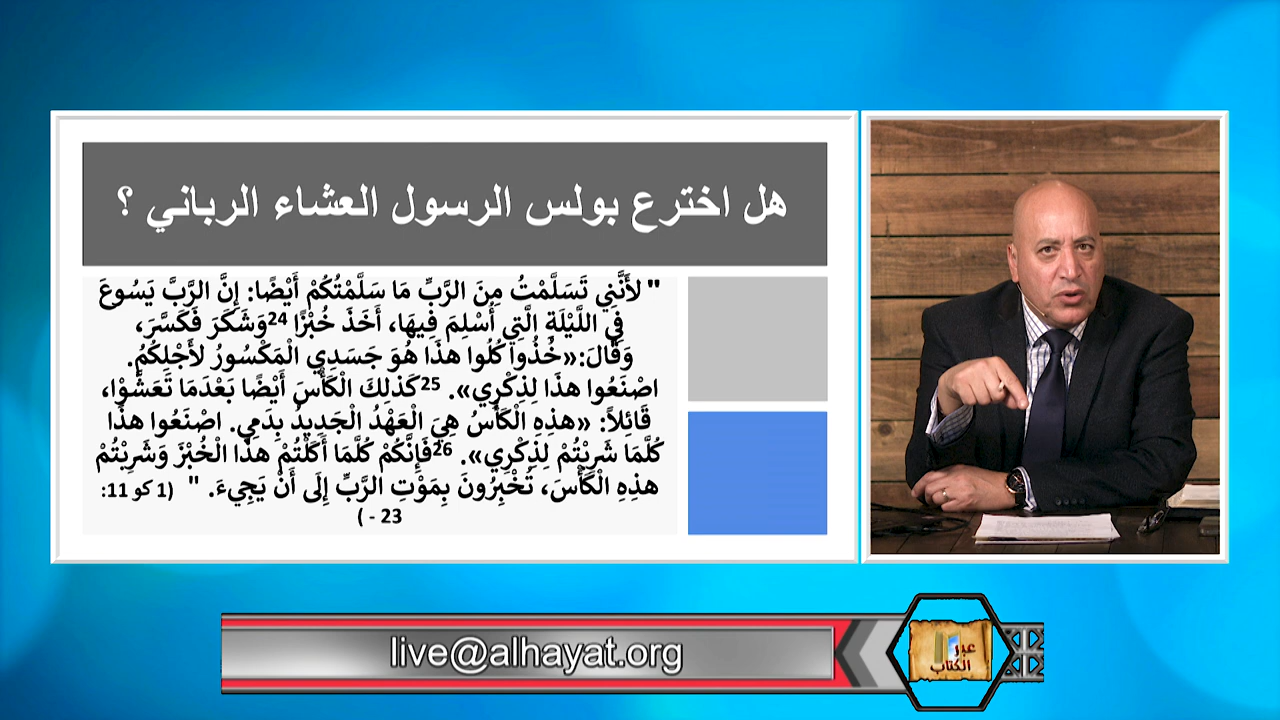 هل اخترع بولس الرسول العشاء الرباني ؟
" لأَنَّنِي تَسَلَّمْتُ مِنَ الرَّبِّ مَا سَلَّمْتُكُمْ أَيْضًا: إِنَّ الرَّبَّ يَسُوعَ
فِي اللَّيْلَةِ الَّتِي أُسْلِمَ فِيهَا، أَخَذَ خُبْزًا 24وَشَكَرَ فَكَسَّرَ،
وَقَالَ:«خُذُوا كُلُوا هذَا هُوَ جَسَدِي الْمَكْسُورُ لأَجْلِكُمُ.
اصْنَعُوا هذَا لِذِكْرِي». 25كَذلِكَ الْكَأْسَ أَيْضًا بَعْدَمَا تَعَشَّوْا،
قَائِلاً: «هذِهِ الْكَأْسُ هِيَ الْعَهْدُ الْجَدِيدُ بِدَمِي. اصْنَعُوا هذَا
كُلَّمَا شَرِبْتُمْ لِذِكْرِي». 26فَإِنَّكُمْ كُلَّمَا أَكَلْتُمْ هذَا الْخُبْزَ وَشَرِبْتُمْ
هذِهِ الْكَأْسَ، تُخْبِرُونَ بِمَوْتِ الرَّبِّ إِلَى أَنْ يَجِيءَ. " (1 كو 11:
23 - )
live@alhayat.org
عبر
الكتاب